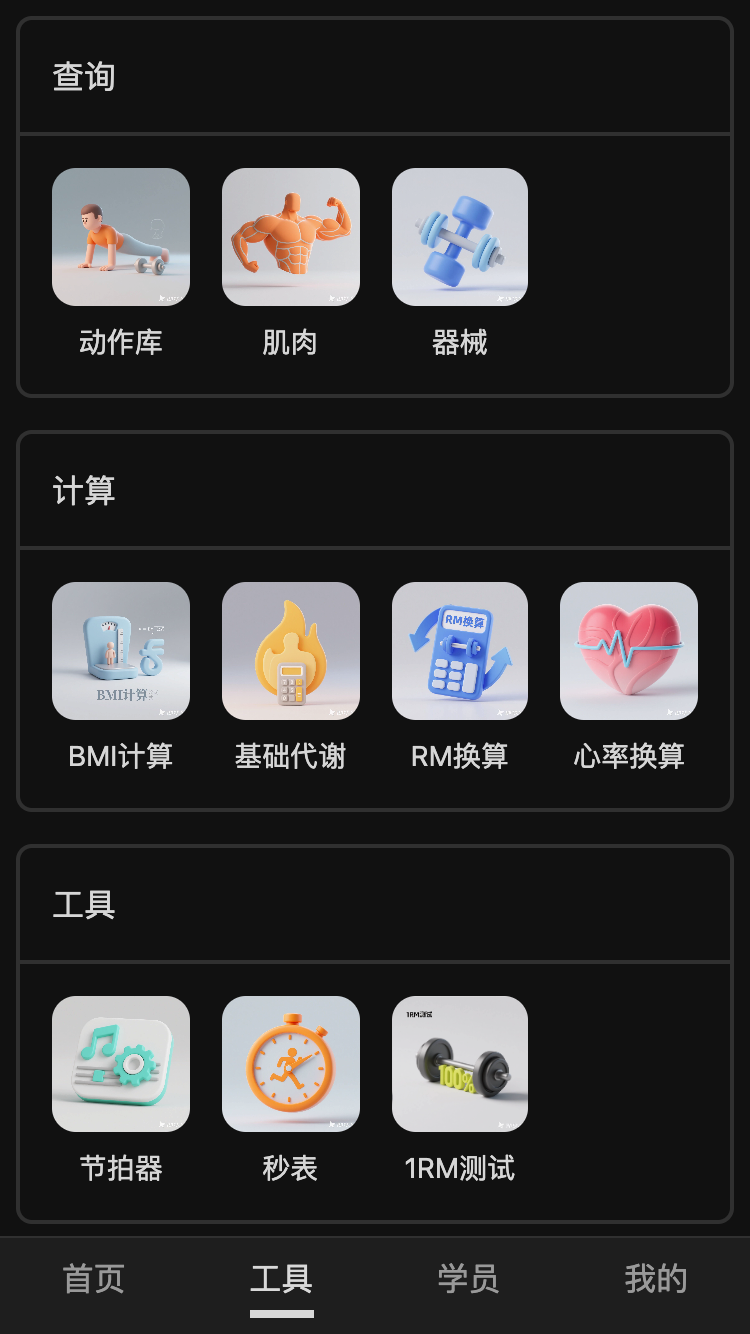 查询
动作库
肌肉
器械
计算
BMI计算
RM换算
BMI计算
基础代谢
RM换算
心率换算
工具
1RM测试
100%
节拍器
秒表
1RM测试
首页
工具
学员
我的